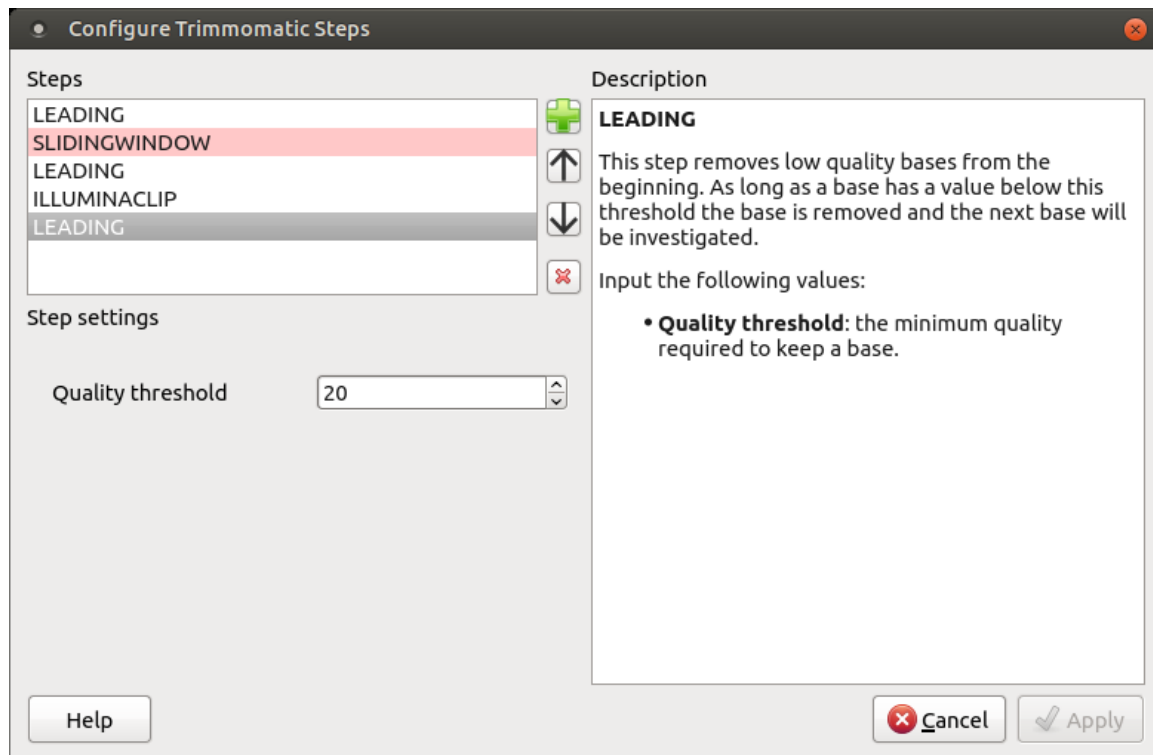 Configure Trimmomatic Steps
Steps
LEADING
SLIDINGWINDOW
LEADING
ILLUMINACLIP
LEADING
Step settings
Quality threshold 20
Description
LEADING
This step removes low quality bases from the
beginning. As long as a base has a value below this
threshold the base is removed and the next base will
be investigated.
Input the following values:
• Quality threshold: the minimum quality
required to keep a base.
Help
Cancel
Apply